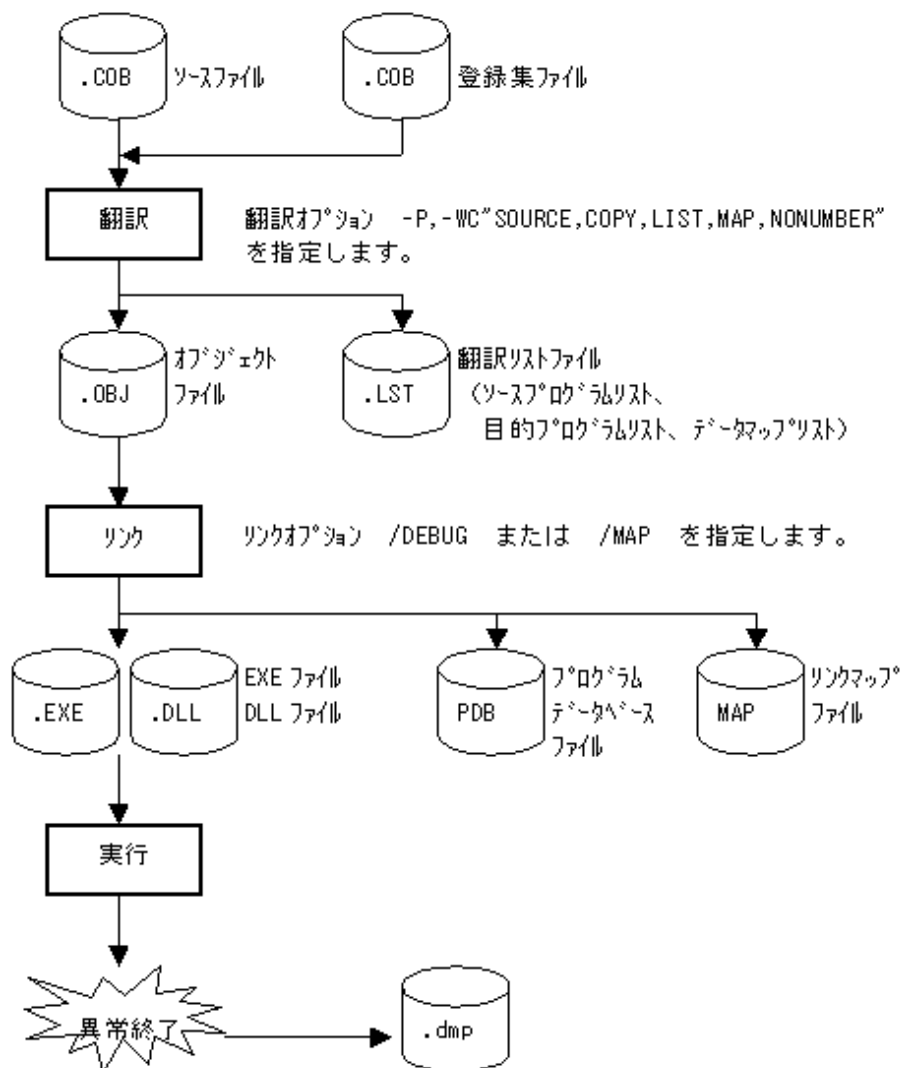 .COB
ｿｰｽﾌｧｲﾙ
.COB
登録集ファイル
翻訳
翻訳ｵﾌﾟｼｮﾝ -P,-WC"SOURCE,COPY,LIST,MAP,NONUMBER"
を指定します。
.OBJ
ｵﾌﾞｼﾞｪｸﾄ
ﾌｧｲﾙ
.LST
翻訳ﾘｽﾄﾌｧｲﾙ
(ｿｰｽﾌﾟﾛｸﾞﾗﾑﾘｽﾄ、
目的ﾌﾟﾛｸﾞﾗﾑﾘｽﾄ、ﾃﾞｰﾀﾏｯﾌﾟﾘｽﾄ)
ﾘﾝｸ
ﾘﾝｸｵﾌﾟｼｮﾝ /DEBUG または /MAP を指定します。
.EXE
.DLL
EXE ﾌｧｲﾙ
DLL ﾌｧｲﾙ
PDB
ﾌﾟﾛｸﾞﾗﾑ
ﾃﾞｰﾀﾍﾞｰｽ
ﾌｧｲﾙ
MAP
ﾘﾝｸﾏｯﾌﾟ
ﾌｧｲﾙ
実行
異常終了
.dmp